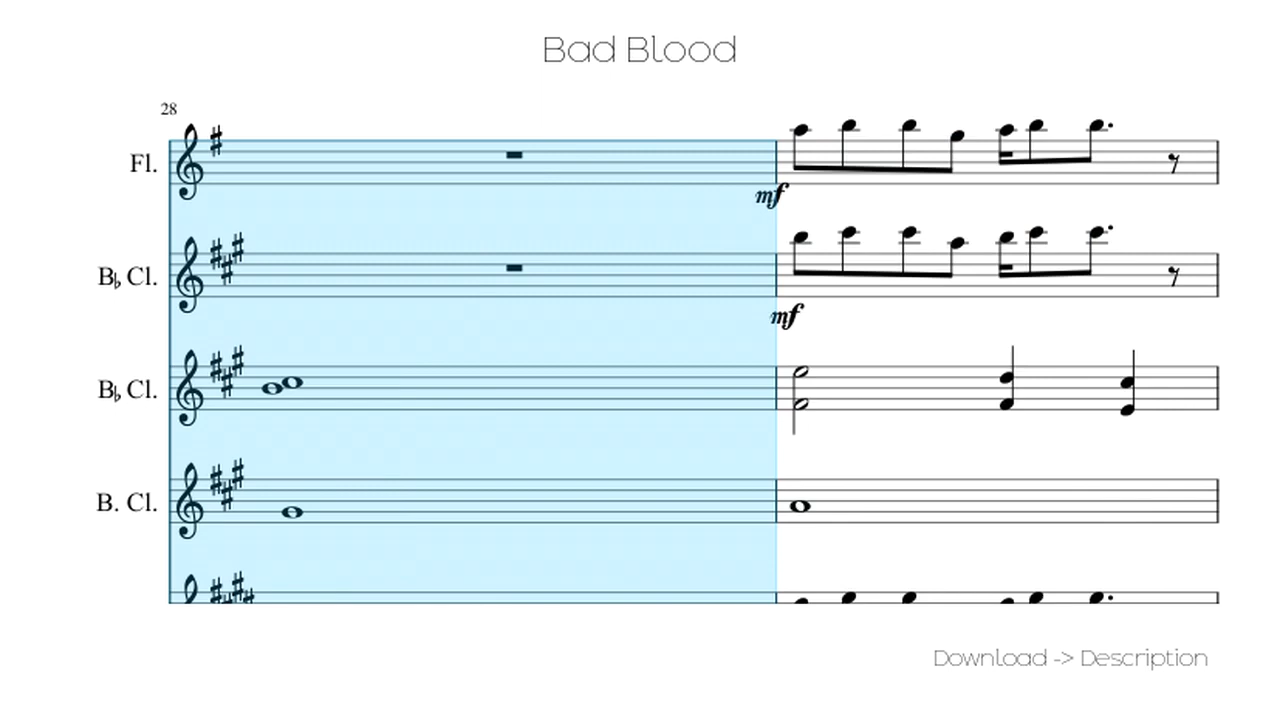 Bad Blood
28
Fl.
mf
B♭ Cl.
mf
B♭ Cl.
B. Cl.
Download -> Description